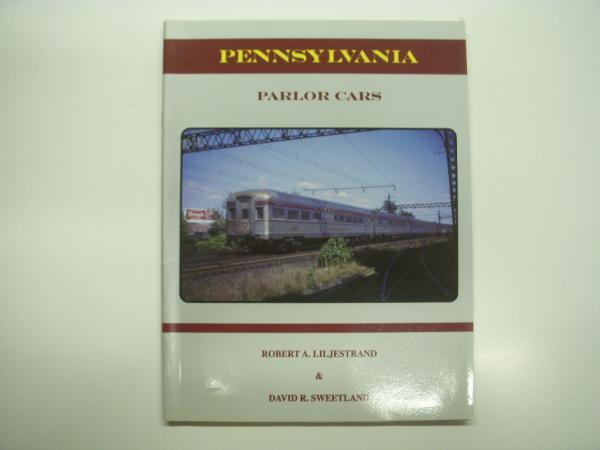 PENNSYLVANIA
PARLOR CARS
ROBERT A. LILJESTRAND
&
DAVID R. SWEETLAND